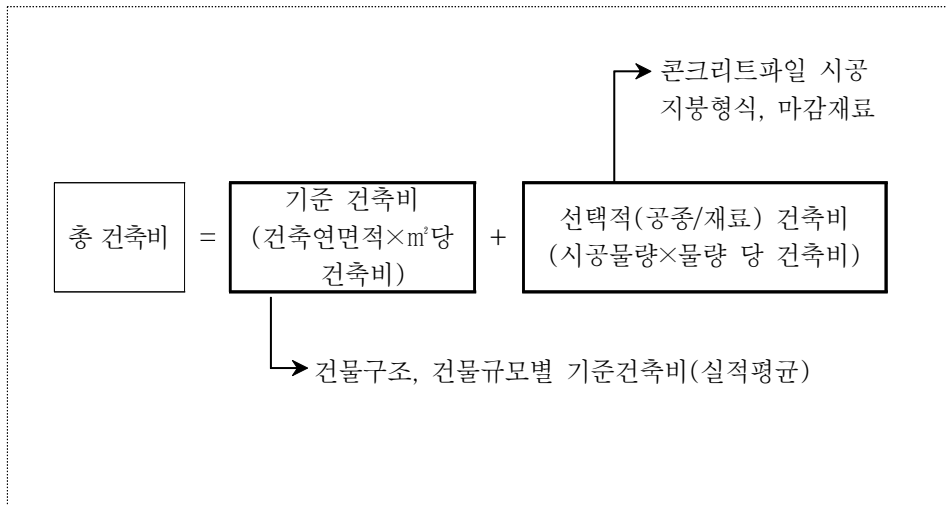 콘크리트파일 시공
지붕형식, 마감재료
총 건축비
=
기준 건축비
(건축연면적×㎡당
건축비)
+
선택적(공종/재료) 건축비
(시공물량×물량 당 건축비)
건물구조, 건물규모별 기준건축비(실적평균)